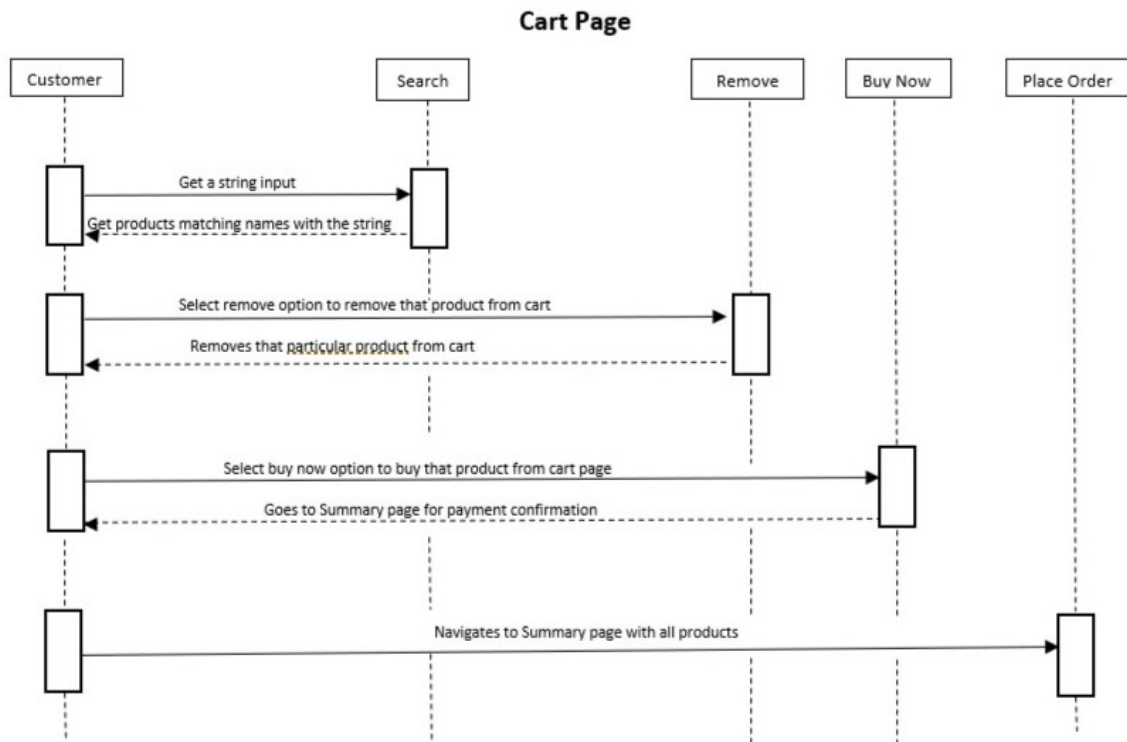 Cart Page
Customer
Search
Remove
Buy Now
Place Order
Get a string input
Get products matching names with the string
Select remove option to remove that product from cart
Removes that particular product from cart
Select buy now option to buy that product from cart page
Goes to Summary page for payment confirmation
Navigates to Summary page with all products